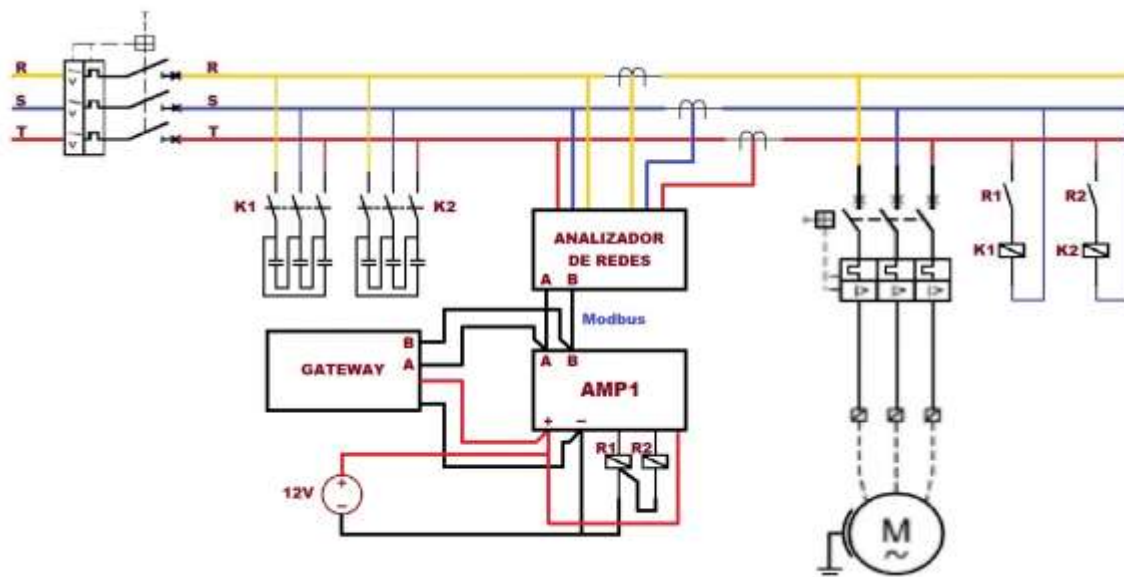 R
R
S
S
T
T
K1
K2
R1
R2
ANALIZADOR
DE REDES
K1
K2
A B
Modbus
B
A
GATEWAY
A B
AMP1
+ −
R1 R2
12V
+
−
M
~